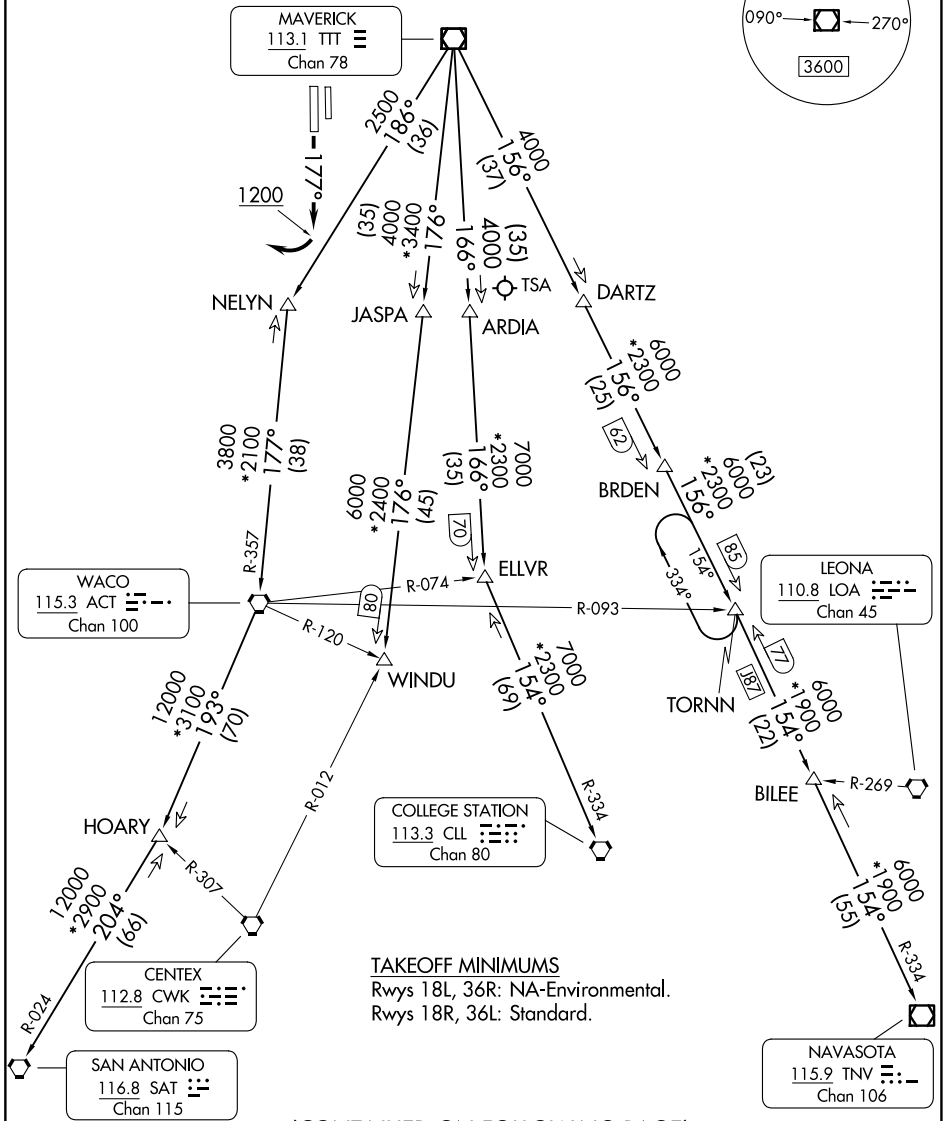 MAVERICK
113.1 TTT
Chan 78
090°
270°
3600
177°
1200
2500
186°
(36)
(35)
4000
*3400
176°
(35)
4000
166°
4000
156°
(37)
TSA
NELYN
JASPA
ARDIA
DARTZ
3800
*2100
177°
(38)
6000
*2400
176°
(45)
7000
*2300
166°
(35)
6000
*2300
156°
(25)
62
BRDEN
(23)
6000
*2300
156°
70
85
154°
334°
R-357
WACO
115.3 ACT
Chan 100
R-074
ELLVR
80
R-093
R-120
WINDU
LEONA
110.8 LOA
Chan 45
TORNN
77
J87
6000
*1900
154°
(22)
7000
*2300
154°
(69)
12000
*3100
193°
(70)
R-012
BILEE
R-269
HOARY
R-307
COLLEGE STATION
113.3 CLL
Chan 80
R-334
12000
*2900
204°
(66)
R-024
6000
*1900
154°
(55)
R-334
CENTEX
112.8 CWK
Chan 75
TAKEOFF MINIMUMS
Rwys 18L, 36R: NA-Environmental.
Rwys 18R, 36L: Standard.
SAN ANTONIO
116.8 SAT
Chan 115
NAVASOTA
115.9 TNV
Chan 106